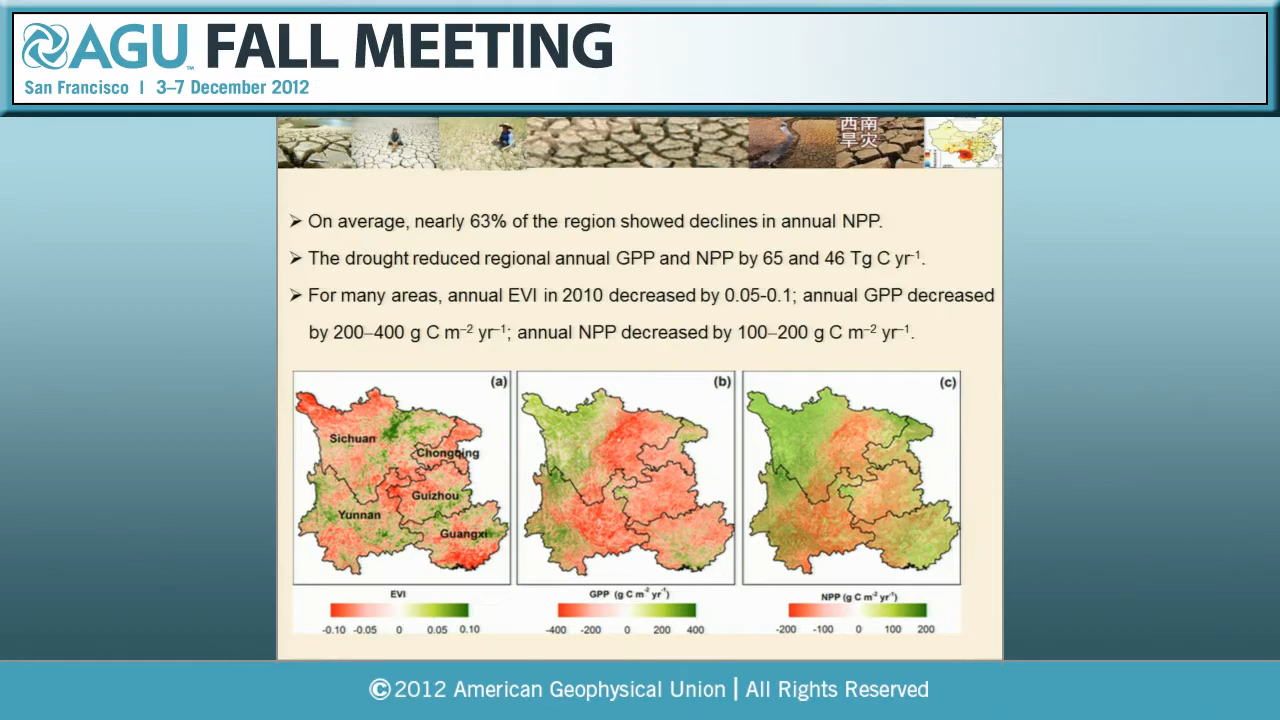 AGU FALL MEETING
San Francisco | 3–7 December 2012
西南
旱灾
➢ On average, nearly 63% of the region showed declines in annual NPP.
➢ The drought reduced regional annual GPP and NPP by 65 and 46 Tg C yr⁻¹.
➢ For many areas, annual EVI in 2010 decreased by 0.05-0.1; annual GPP decreased
by 200–400 g C m⁻² yr⁻¹; annual NPP decreased by 100–200 g C m⁻² yr⁻¹.
(a)
Sichuan
Chongqing
Guizhou
Yunnan
Guangxi
EVI
-0.10 -0.05 0 0.05 0.10
(b)
GPP (g C m⁻² yr⁻¹)
-400 -200 0 200 400
(c)
NPP (g C m⁻² yr⁻¹)
-200 -100 0 100 200
©2012 American Geophysical Union | All Rights Reserved